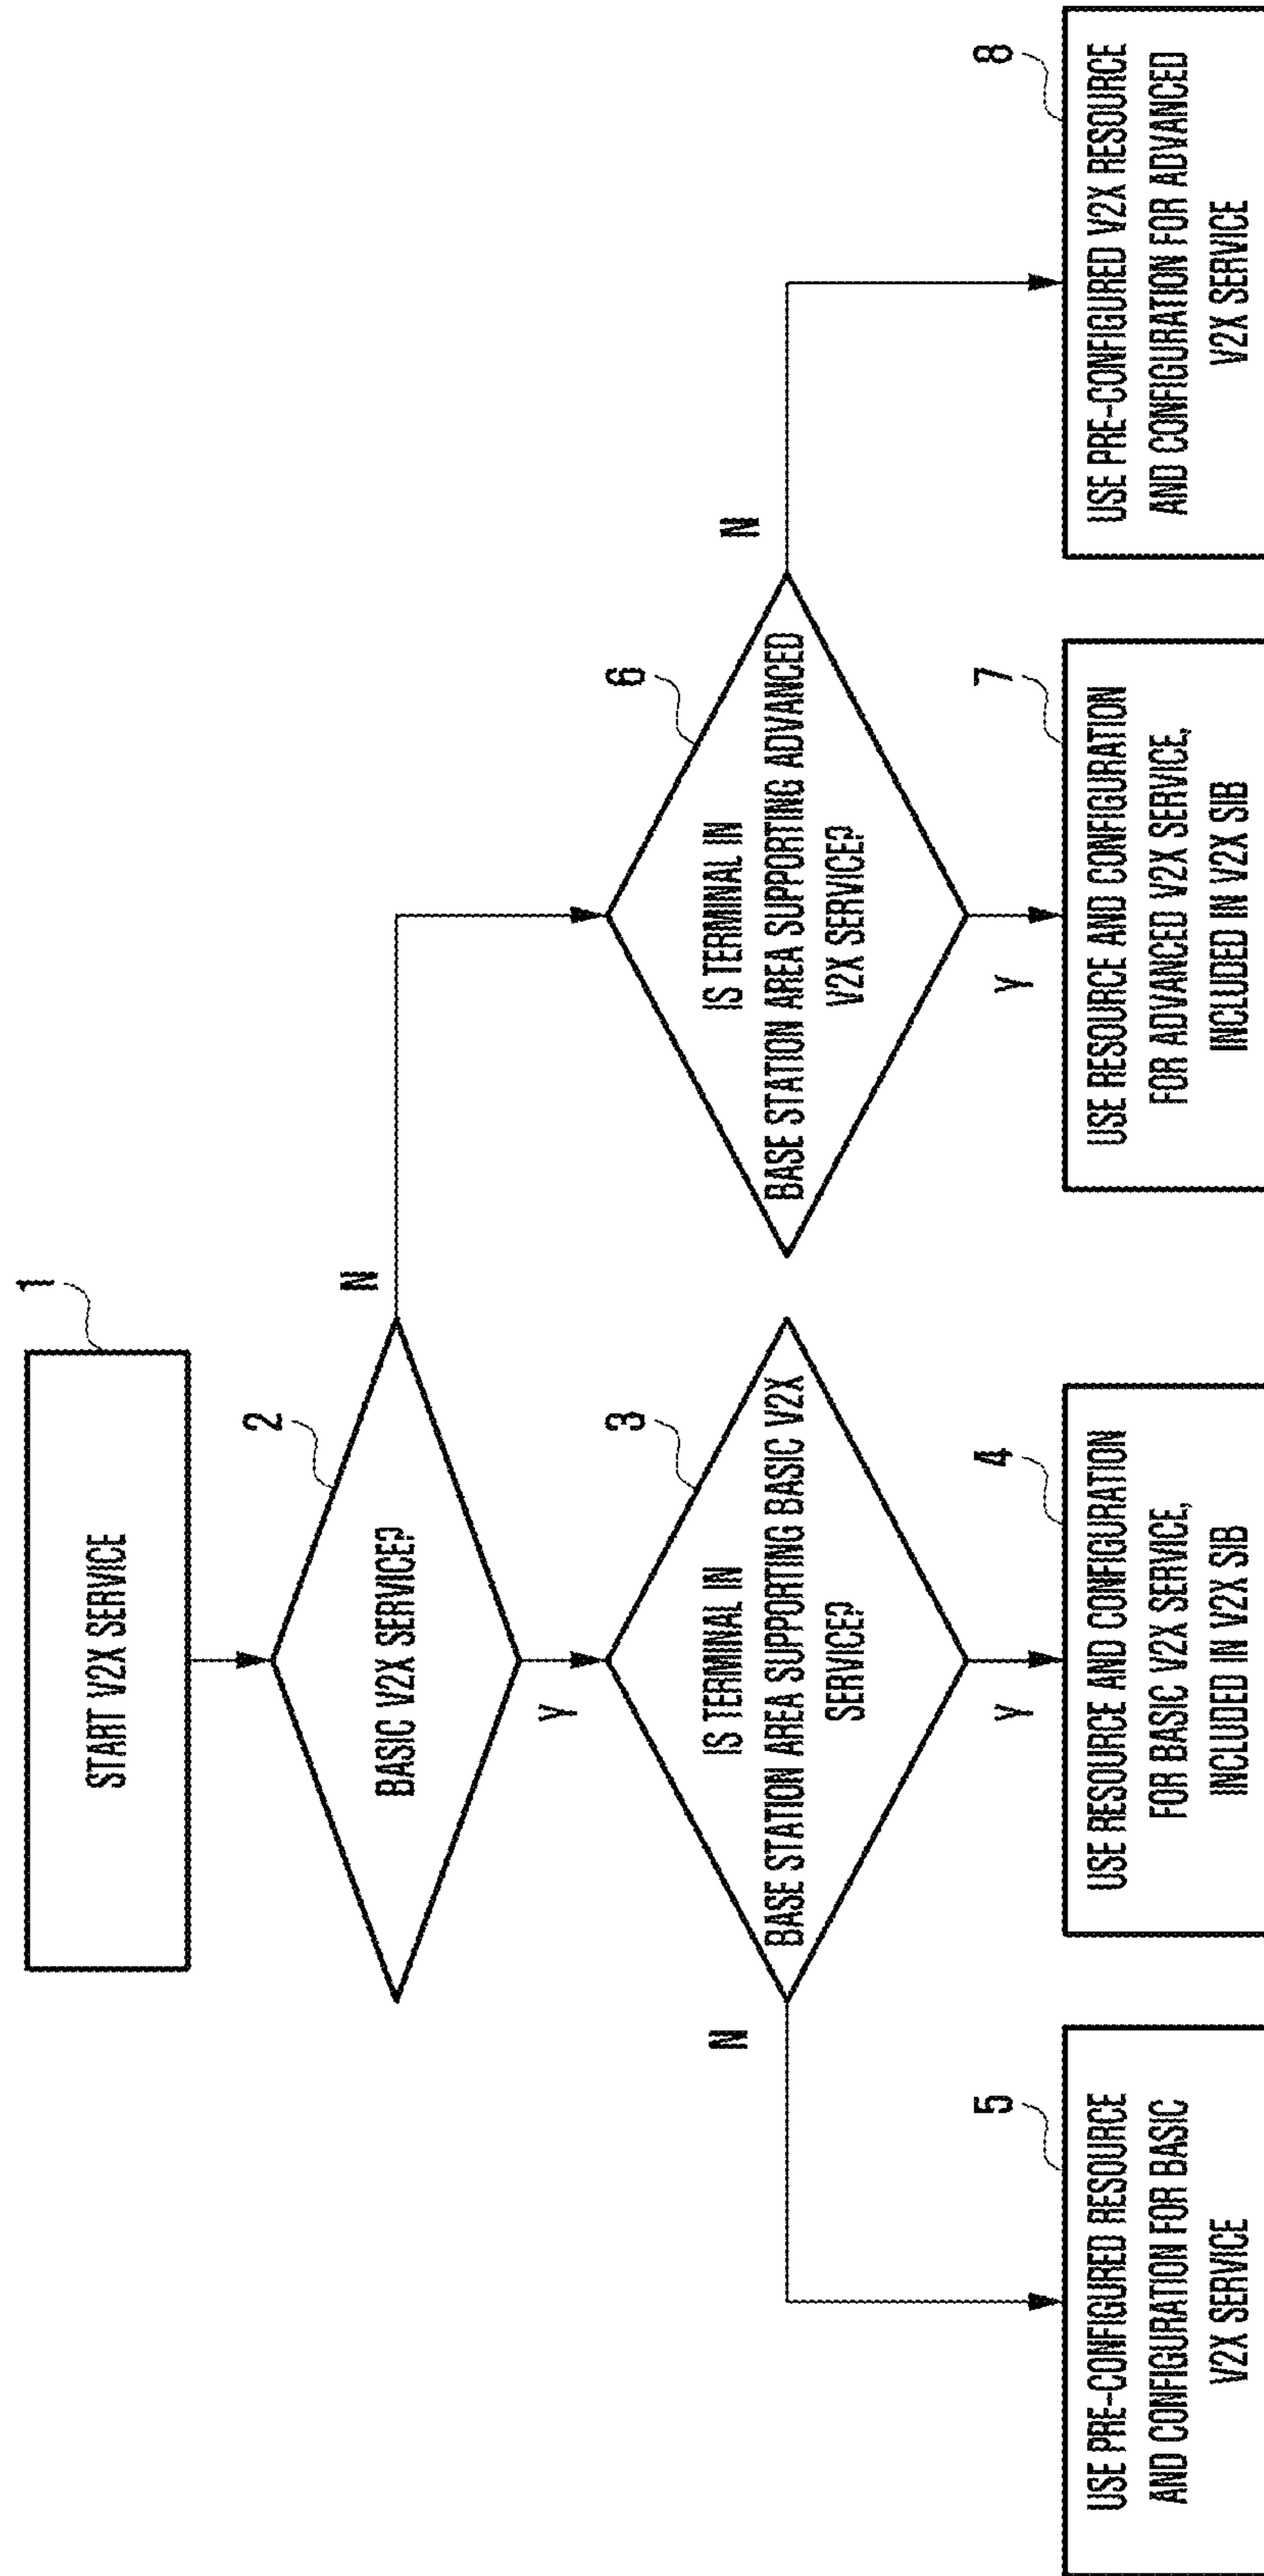 1
START V2X SERVICE
2
BASIC V2X SERVICE?
N
Y
3
IS TERMINAL IN
BASE STATION AREA SUPPORTING BASIC V2X
SERVICE?
N
Y
6
IS TERMINAL IN
BASE STATION AREA SUPPORTING ADVANCED
V2X SERVICE?
N
Y
5
USE PRE-CONFIGURED RESOURCE
AND CONFIGURATION FOR BASIC
V2X SERVICE
4
USE RESOURCE AND CONFIGURATION
FOR BASIC V2X SERVICE,
INCLUDED IN V2X SIB
7
USE RESOURCE AND CONFIGURATION
FOR ADVANCED V2X SERVICE,
INCLUDED IN V2X SIB
8
USE PRE-CONFIGURED V2X RESOURCE
AND CONFIGURATION FOR ADVANCED
V2X SERVICE